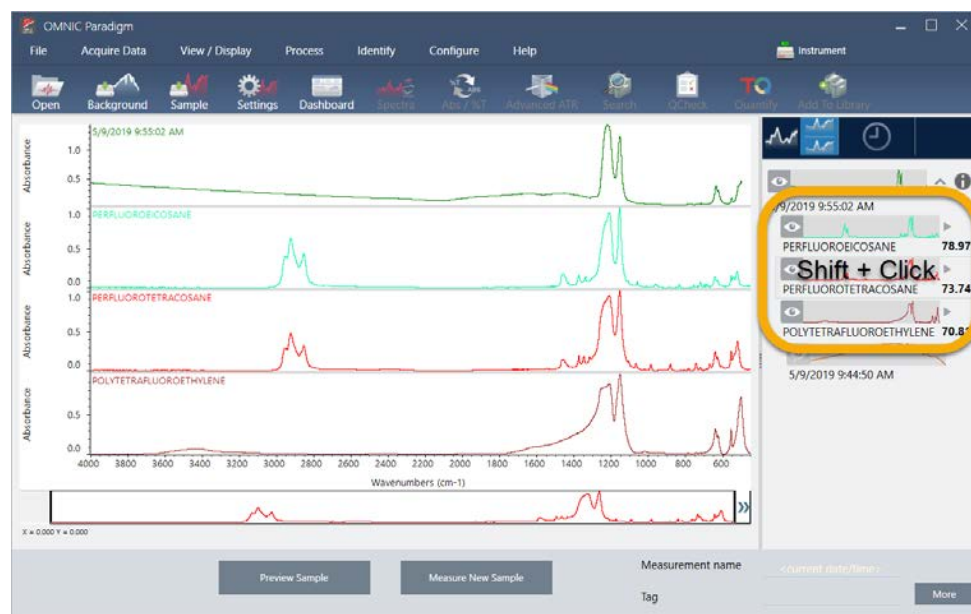 OMNIC Paradigm
File Acquire Data View / Display Process Identify Configure Help Instrument
Open Background Sample Settings Dashboard Spectra Abs / %T Advanced ATR Search QCheck Quantify Add To Library
TQ
5/9/2019 9:55:02 AM
Absorbance
1.0
0.5
PERFLUOROEICOSANE
Absorbance
1.0
0.5
0.0
PERFLUOROTETRACOSANE
Absorbance
1.0
0.5
0.0
POLYTETRAFLUOROETHYLENE
Absorbance
0.5
0.0
4000 3800 3600 3400 3200 3000 2800 2600 2400 2200 2000 1800 1600 1400 1200 1000 800 600
Wavenumbers (cm-1)
X = 0.000 Y = 0.000
5/9/2019 9:55:02 AM
PERFLUOROEICOSANE 78.97
Shift + Click
PERFLUOROTETRACOSANE 73.74
POLYTETRAFLUOROETHYLENE
5/9/2019 9:44:50 AM
Preview Sample
Measure New Sample
Measurement name <current date/time>
Tag
More